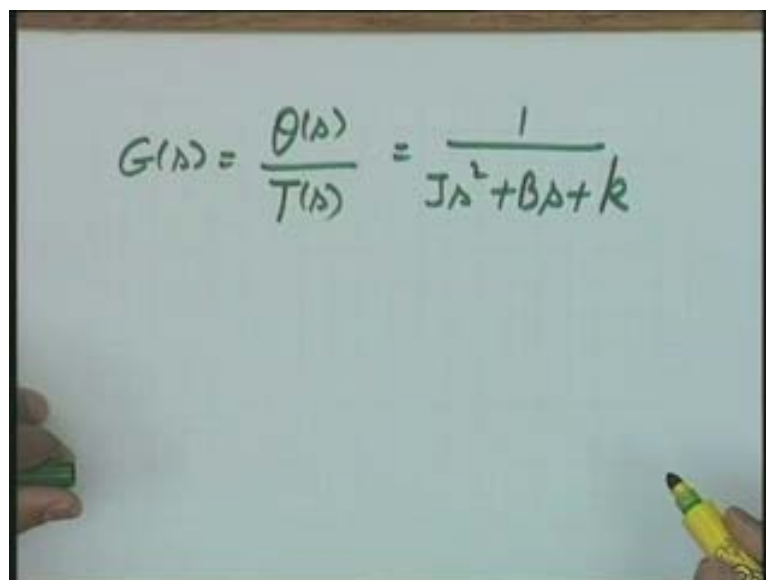 G(s) = θ(s) / T(s) = 1 / (Js² + Bs + k)